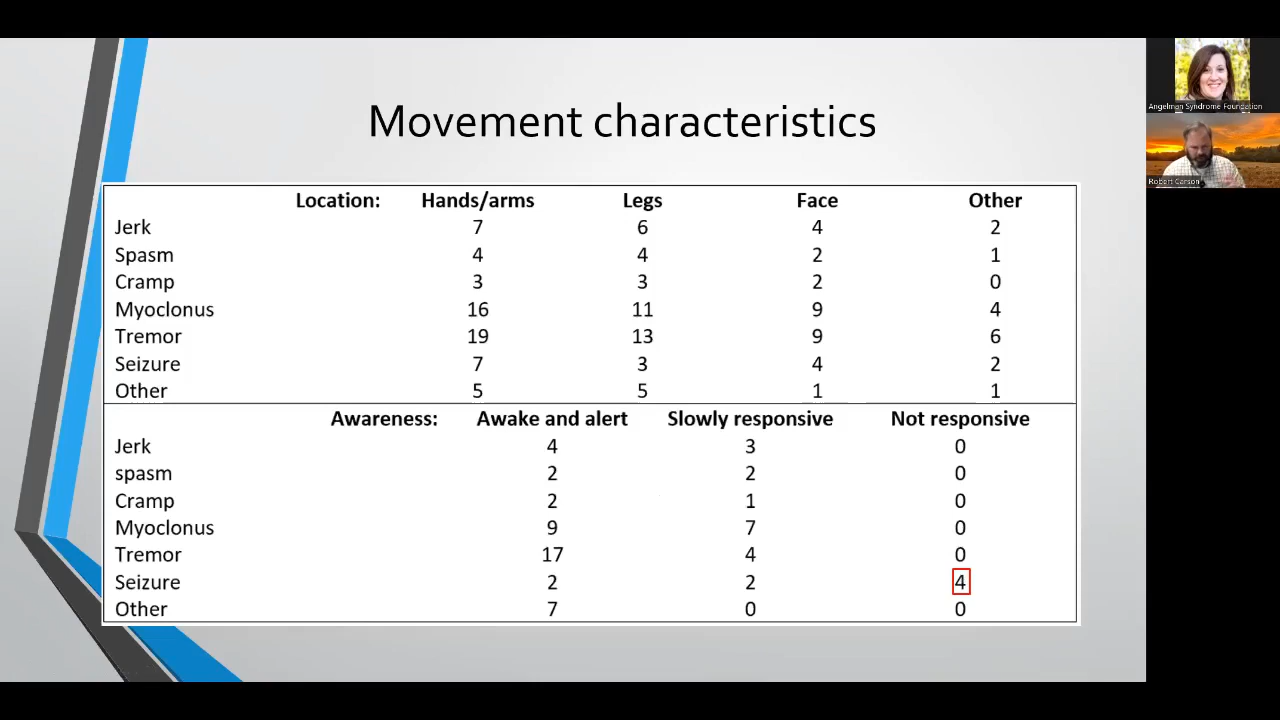 Movement characteristics
Location: Hands/arms Legs Face Other
Jerk 7 6 4 2
Spasm 4 4 2 1
Cramp 3 3 2 0
Myoclonus 16 11 9 4
Tremor 19 13 9 6
Seizure 7 3 4 2
Other 5 5 1 1
Awareness: Awake and alert Slowly responsive Not responsive
Jerk 4 3 0
spasm 2 2 0
Cramp 2 1 0
Myoclonus 9 7 0
Tremor 17 4 0
Seizure 2 2 4
Other 7 0 0
Angelman Syndrome Foundation
Robert Carson